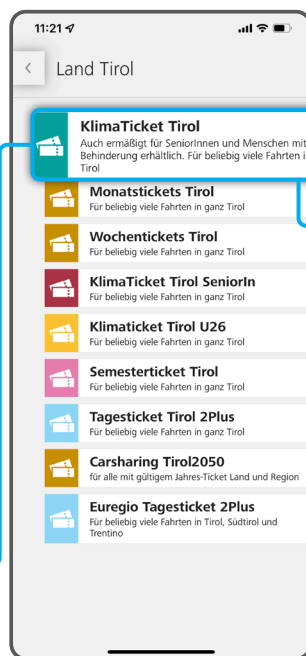 11:21
Land Tirol
KlimaTicket Tirol
Auch ermäßigt für SeniorInnen und Menschen mit
Behinderung erhältlich. Für beliebig viele Fahrten
Tirol
Monatstickets Tirol
Für beliebig viele Fahrten in ganz Tirol
Wochentickets Tirol
Für beliebig viele Fahrten in ganz Tirol
KlimaTicket Tirol SeniorIn
Für beliebig viele Fahrten in ganz Tirol
Klimaticket Tirol U26
Für beliebig viele Fahrten in ganz Tirol
Semesterticket Tirol
Für beliebig viele Fahrten in ganz Tirol
Tagesticket Tirol 2Plus
Für beliebig viele Fahrten in ganz Tirol
Carsharing Tirol2050
für alle mit gültigem Jahres-Ticket Land und Region
Euregio Tagesticket 2Plus
Für beliebig viele Fahrten in Tirol, Südtirol und
Trentino